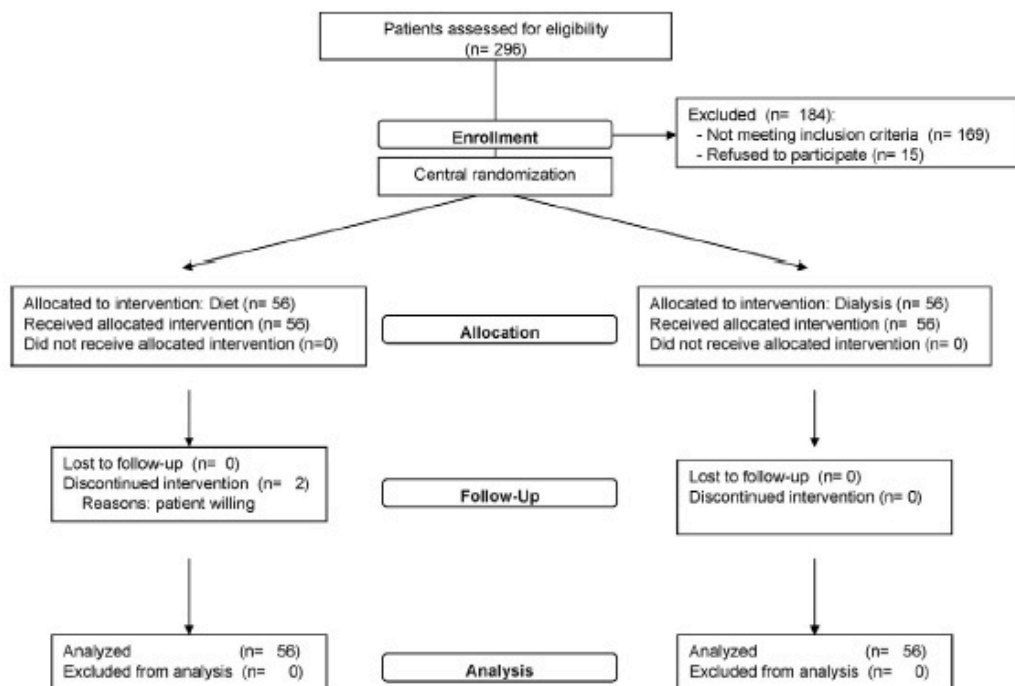 Patients assessed for eligibility
(n= 296)
Enrollment
Excluded (n= 184):
- Not meeting inclusion criteria (n= 169)
- Refused to participate (n= 15)
Central randomization
Allocated to intervention: Diet (n= 56)
Received allocated intervention (n= 56)
Did not receive allocated intervention (n=0)
Allocation
Allocated to intervention: Dialysis (n= 56)
Received allocated intervention (n= 56)
Did not receive allocated intervention (n= 0)
Lost to follow-up (n= 0)
Discontinued intervention (n= 2)
Reasons: patient willing
Follow-Up
Lost to follow-up (n= 0)
Discontinued intervention (n= 0)
Analyzed (n= 56)
Excluded from analysis (n= 0)
Analysis
Analyzed (n= 56)
Excluded from analysis (n= 0)